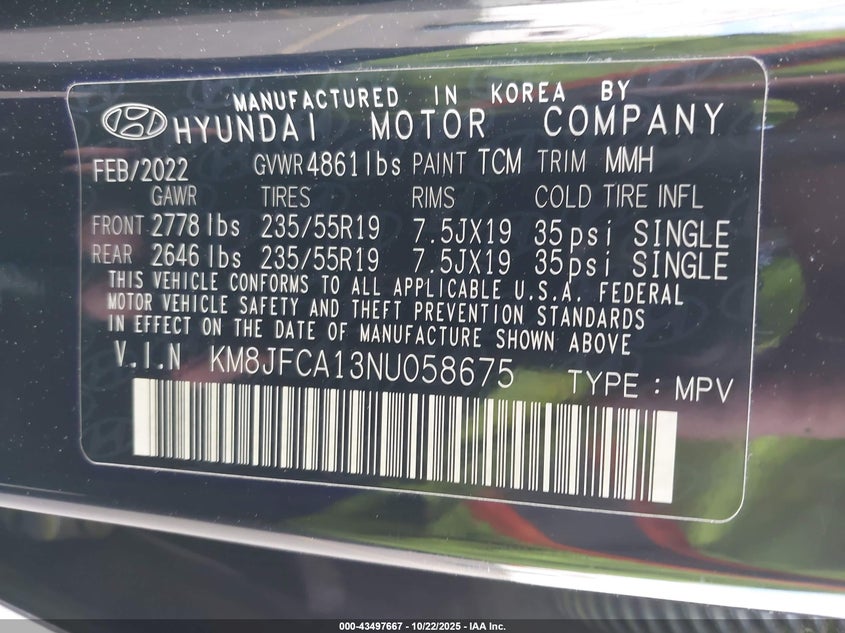 MANUFACTURED IN KOREA BY
HYUNDAI MOTOR COMPANY
FEB/2022 GVWR 4861lbs PAINT TCM TRIM MMH
GAWR TIRES RIMS COLD TIRE INFL
FRONT 2778 lbs 235/55R19 7.5JX19 35psi SINGLE
REAR 2646 lbs 235/55R19 7.5JX19 35psi SINGLE
THIS VEHICLE CONFORMS TO ALL APPLICABLE U.S.A. FEDERAL
MOTOR VEHICLE SAFETY AND THEFT PREVENTION STANDARDS
IN EFFECT ON THE DATE OF MANUFACTURE SHOWN ABOVE
V.I.N KM8JFCA13NU058675 TYPE : MPV
000-43497667 - 10/22/2025 - IAA Inc.